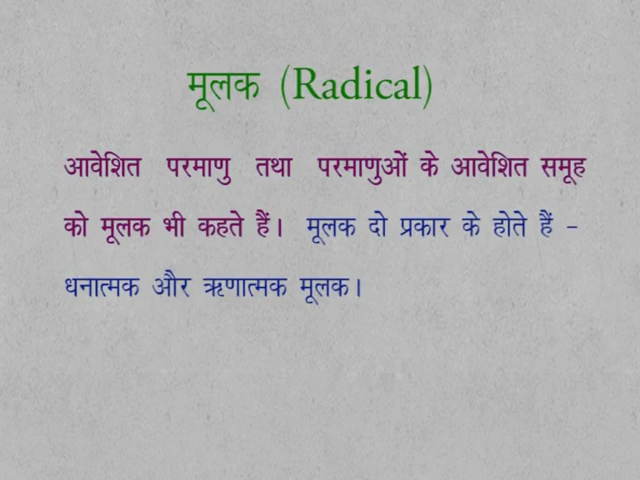 मूलक (Radical)
आवेशित परमाणु तथा परमाणुओं के आवेशित समूह
को मूलक भी कहते हैं। मूलक दो प्रकार के होते हैं -
धनात्मक और ऋणात्मक मूलक।